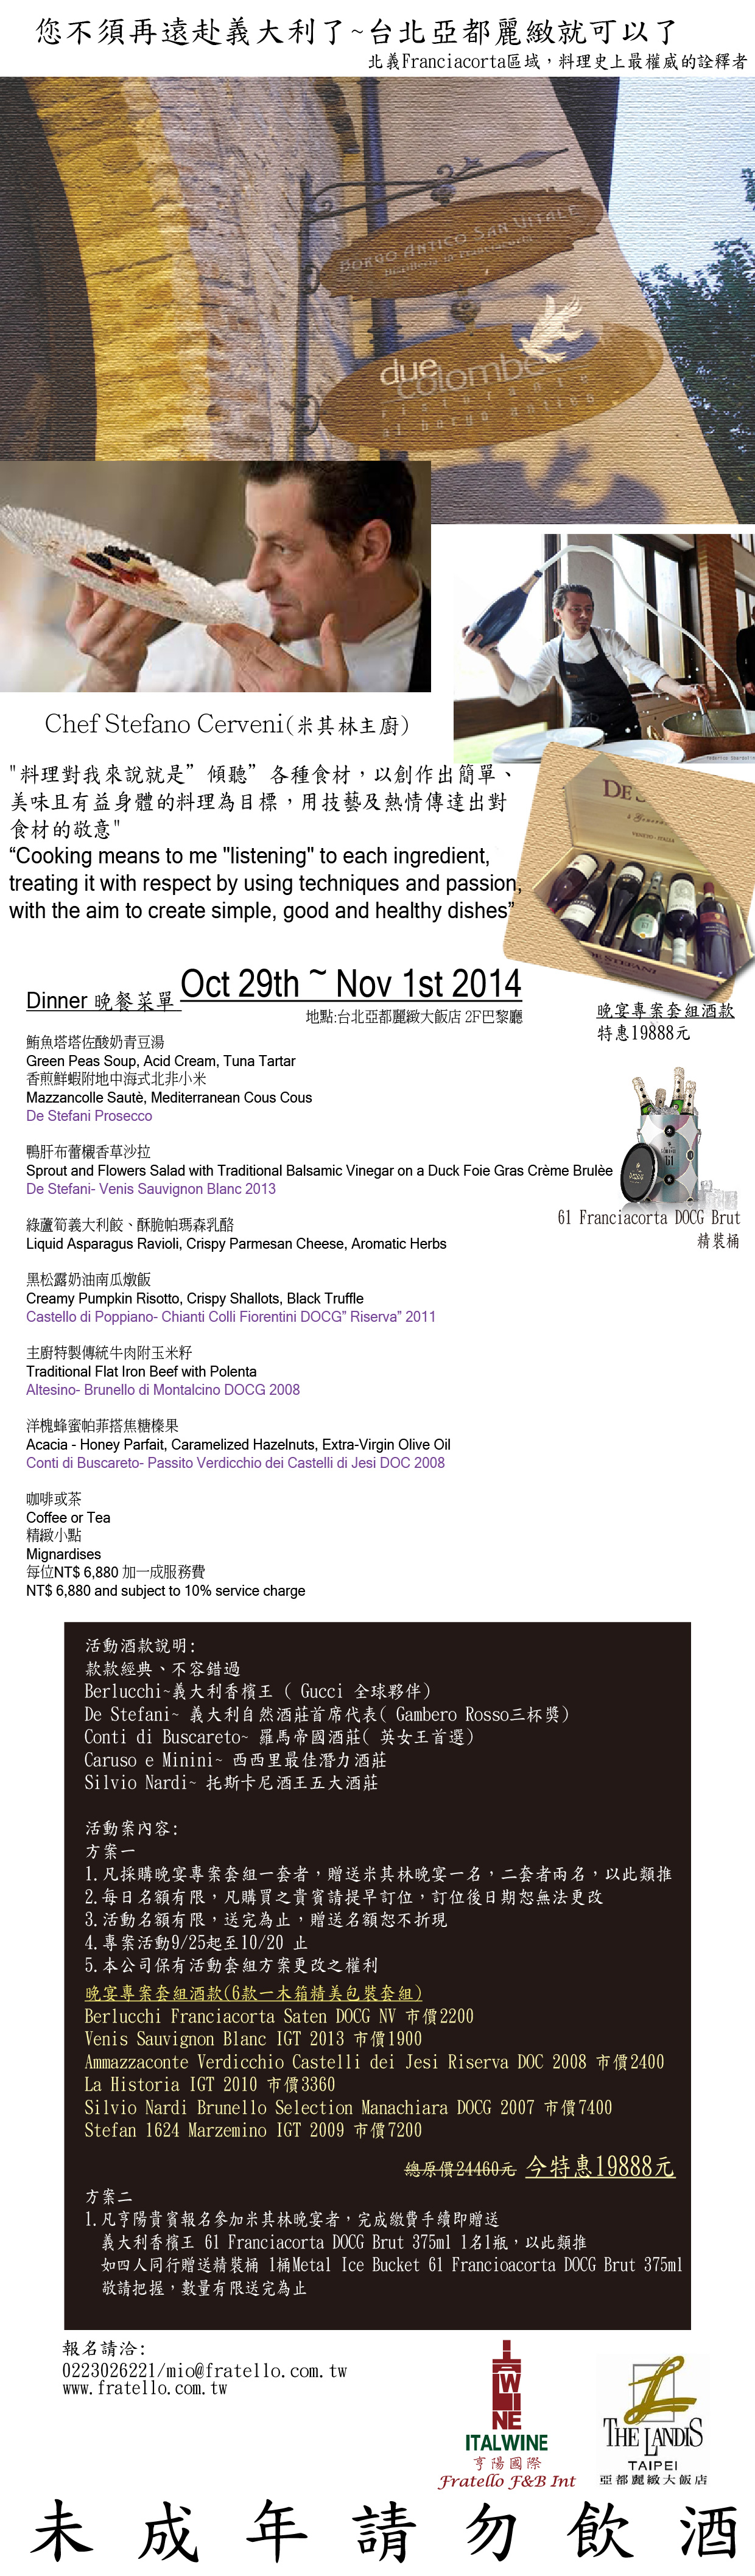 您不須再遠赴義大利了~台北亞都麗緻就可以了
北義Franciacorta區域，料理史上最權威的詮釋者
BORGO ANTICO SAN VITALE
Distilleria in Franciacorta
due
colombe
ristorante
al borgo antico
Chef Stefano Cerveni(米其林主廚)
"料理對我來說就是”傾聽”各種食材，以創作出簡單、
美味且有益身體的料理為目標，用技藝及熱情傳達出對
食材的敬意"
“Cooking means to me "listening" to each ingredient,
treating it with respect by using techniques and passion,
with the aim to create simple, good and healthy dishes”
DE STEFANI
Dinner 晚餐菜單 Oct 29th ~ Nov 1st 2014
地點:台北亞都麗緻大飯店 2F巴黎廳
晚宴專案套組酒款
特惠19888元
鮪魚塔塔佐酸奶青豆湯
Green Peas Soup, Acid Cream, Tuna Tartar
香煎鮮蝦附地中海式北非小米
Mazzancolle Sautè, Mediterranean Cous Cous
De Stefani Prosecco
鴨肝布蕾襯香草沙拉
Sprout and Flowers Salad with Traditional Balsamic Vinegar on a Duck Foie Gras Crème Brulèe
De Stefani- Venis Sauvignon Blanc 2013
61 Franciacorta DOCG Brut
精裝桶
綠蘆筍義大利餃、酥脆帕瑪森乳酪
Liquid Asparagus Ravioli, Crispy Parmesan Cheese, Aromatic Herbs
黑松露奶油南瓜燉飯
Creamy Pumpkin Risotto, Crispy Shallots, Black Truffle
Castello di Poppiano- Chianti Colli Fiorentini DOCG” Riserva” 2011
主廚特製傳統牛肉附玉米籽
Traditional Flat Iron Beef with Polenta
Altesino- Brunello di Montalcino DOCG 2008
洋槐蜂蜜帕菲搭焦糖榛果
Acacia - Honey Parfait, Caramelized Hazelnuts, Extra-Virgin Olive Oil
Conti di Buscareto- Passito Verdicchio dei Castelli di Jesi DOC 2008
咖啡或茶
Coffee or Tea
精緻小點
Mignardises
每位NT$ 6,880 加一成服務費
NT$ 6,880 and subject to 10% service charge
活動酒款說明:
款款經典、不容錯過
Berlucchi~義大利香檳王 ( Gucci 全球夥伴)
De Stefani~ 義大利自然酒莊首席代表( Gambero Rosso三杯獎)
Conti di Buscareto~ 羅馬帝國酒莊( 英女王首選)
Caruso e Minini~ 西西里最佳潛力酒莊
Silvio Nardi~ 托斯卡尼酒王五大酒莊
活動案內容:
方案一
1.凡採購晚宴專案套組一套者，贈送米其林晚宴一名，二套者兩名，以此類推
2.每日名額有限，凡購買之貴賓請提早訂位，訂位後日期恕無法更改
3.活動名額有限，送完為止，贈送名額恕不折現
4.專案活動9/25起至10/20 止
5.本公司保有活動套組方案更改之權利
晚宴專案套組酒款(6款一木箱精美包裝套組)
Berlucchi Franciacorta Saten DOCG NV 市價2200
Venis Sauvignon Blanc IGT 2013 市價1900
Ammazzaconte Verdicchio Castelli dei Jesi Riserva DOC 2008 市價2400
La Historia IGT 2010 市價3360
Silvio Nardi Brunello Selection Manachiara DOCG 2007 市價7400
Stefan 1624 Marzemino IGT 2009 市價7200
總原價24460元 今特惠19888元
方案二
1.凡亨陽貴賓報名參加米其林晚宴者，完成繳費手續即贈送
義大利香檳王 61 Franciacorta DOCG Brut 375ml 1名1瓶，以此類推
如四人同行贈送精裝桶 1桶Metal Ice Bucket 61 Francioacorta DOCG Brut 375ml
敬請把握，數量有限送完為止
報名請洽:
0223026221/mio@fratello.com.tw
www.fratello.com.tw
WINE
ITALWINE
亨陽國際
Fratello F&B Int
THE LANDIS
TAIPEI
亞都麗緻大飯店
未成年請勿飲酒